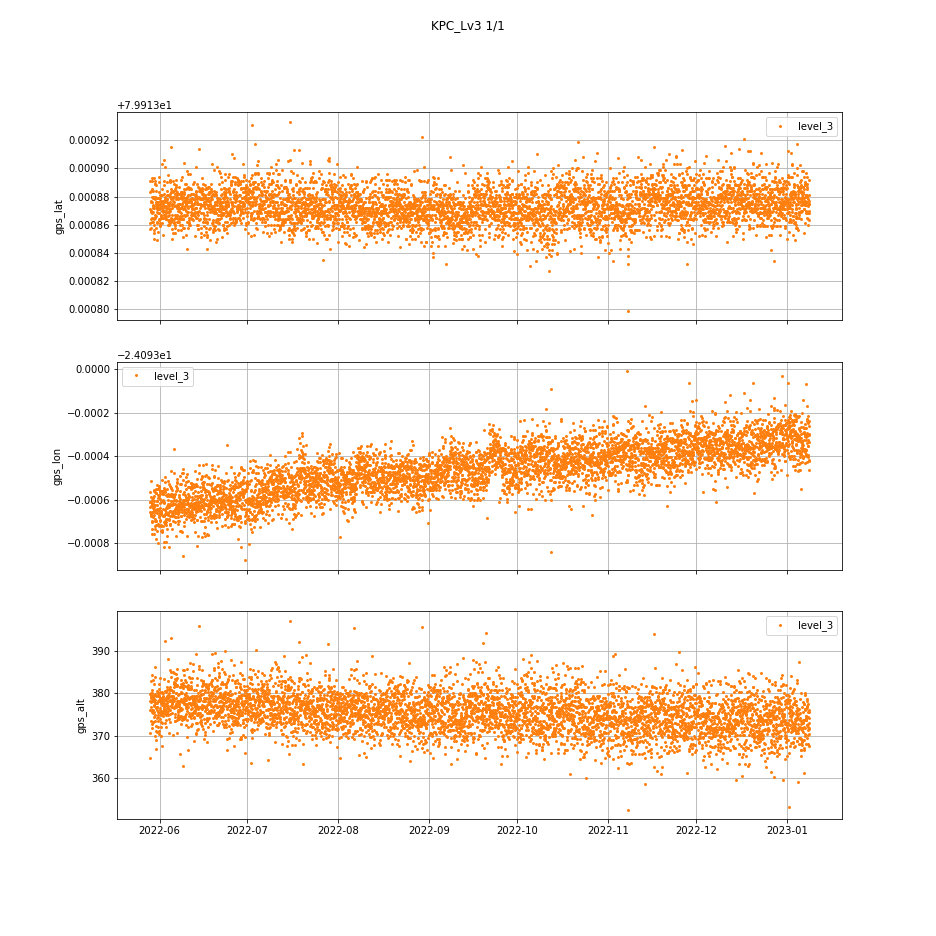 KPC_Lv3 1/1
+7.9913e1
0.00092
0.00090
0.00088
0.00086
0.00084
0.00082
0.00080
gps_lat
level_3
−2.4093e1
0.0000
−0.0002
−0.0004
−0.0006
−0.0008
gps_lon
level_3
390
380
370
360
gps_alt
level_3
2022-06 2022-07 2022-08 2022-09 2022-10 2022-11 2022-12 2023-01